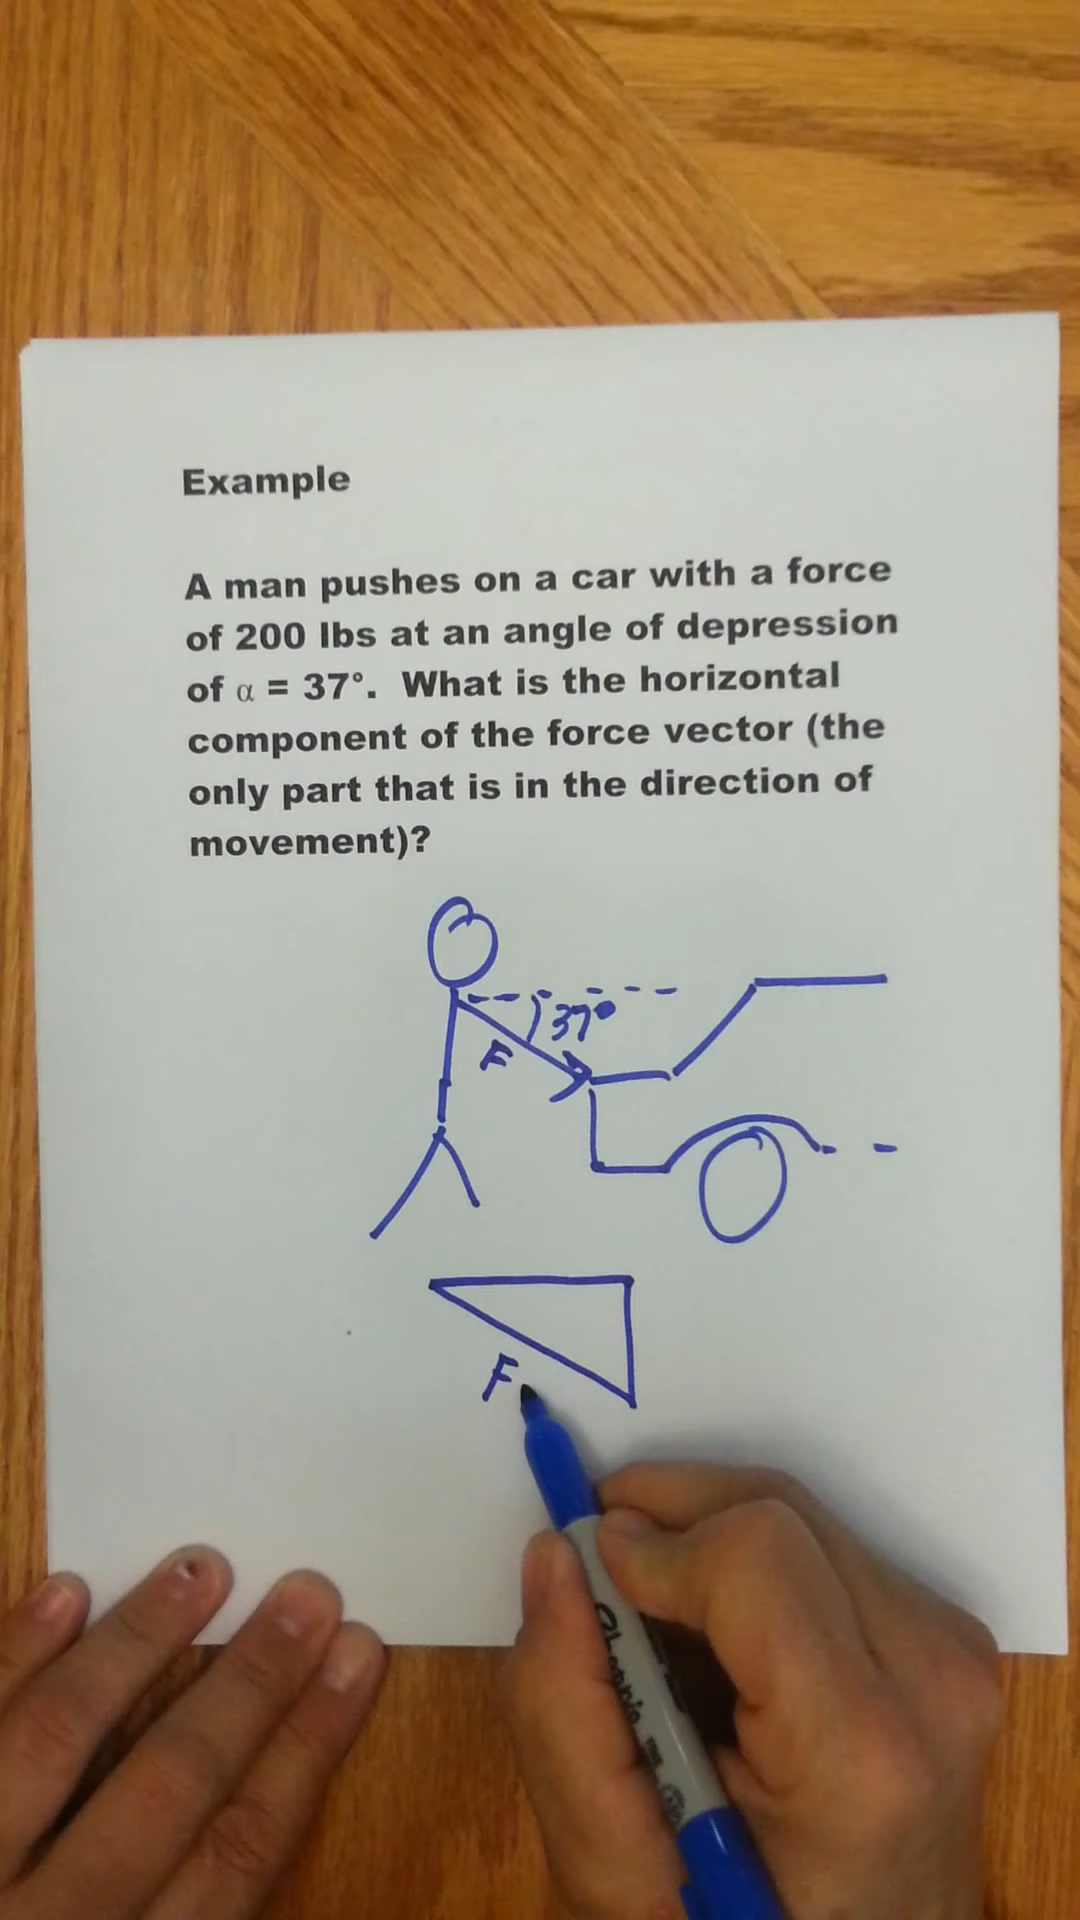 Example
A man pushes on a car with a force
of 200 lbs at an angle of depression
of α = 37°. What is the horizontal
component of the force vector (the
only part that is in the direction of
movement)?
37°
F
F
Sharpie